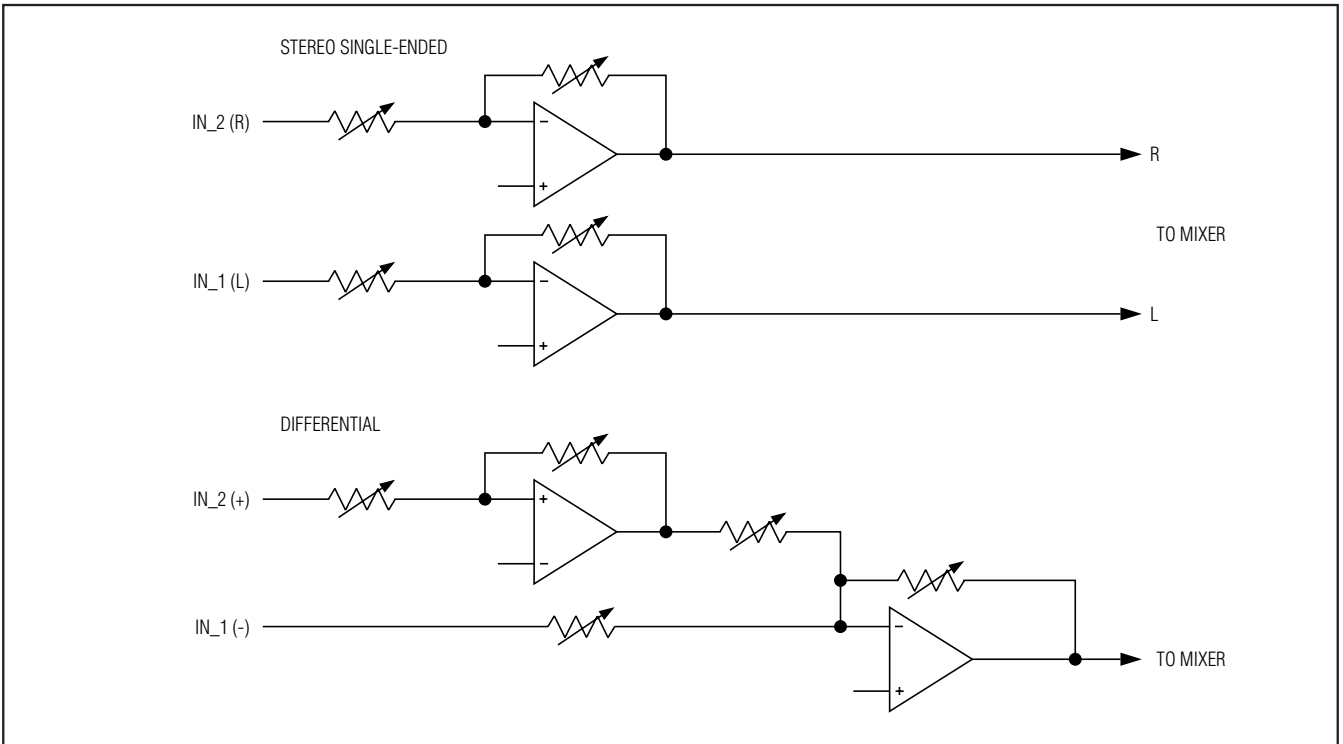 STEREO SINGLE-ENDED
IN_2 (R)
−
+
R
TO MIXER
IN_1 (L)
−
+
L
DIFFERENTIAL
IN_2 (+)
+
−
IN_1 (-)
−
+
TO MIXER